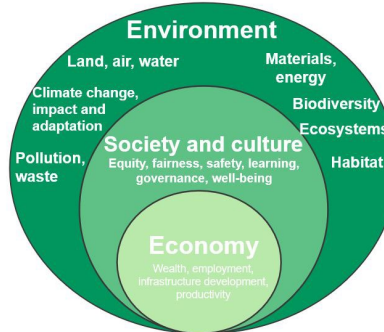 Environment
Land, air, water
Materials,
energy
Climate change,
impact and
adaptation
Biodiversity
Ecosystems
Pollution,
waste
Habitat
Society and culture
Equity, fairness, safety, learning,
governance, well-being
Economy
Wealth, employment,
infrastructure development,
productivity